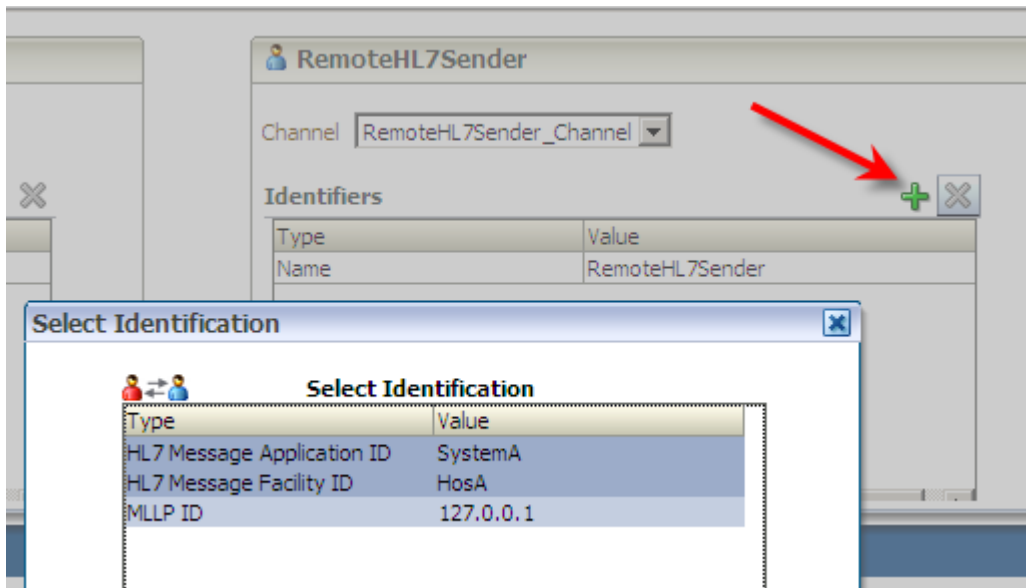 RemoteHL7Sender
Channel RemoteHL7Sender_Channel
Identifiers
Type Value
Name RemoteHL7Sender
Select Identification
Select Identification
Type Value
HL7 Message Application ID SystemA
HL7 Message Facility ID HosA
MLLP ID 127.0.0.1